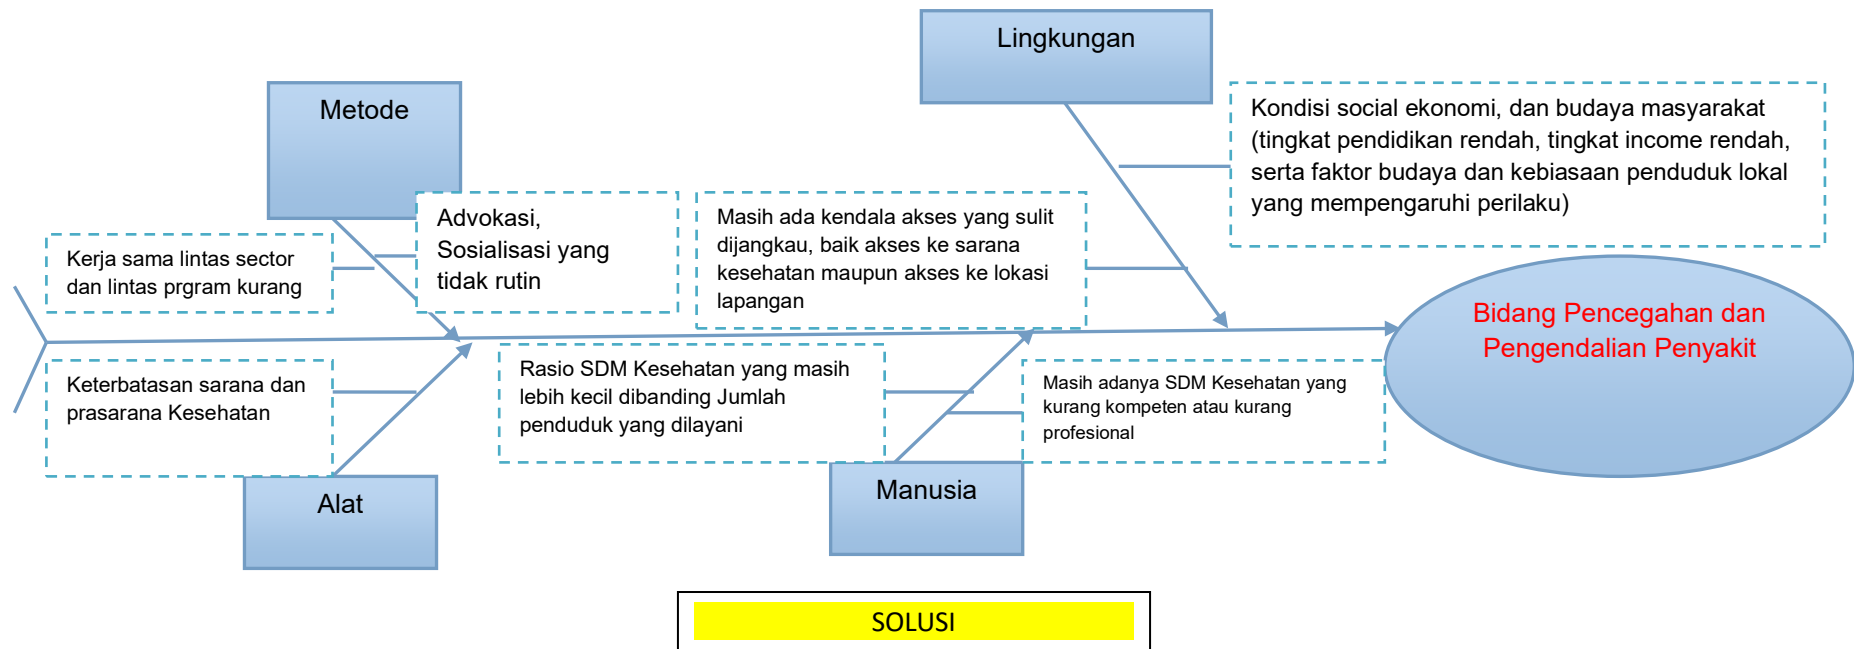 Lingkungan
Metode
Kondisi social ekonomi, dan budaya masyarakat
(tingkat pendidikan rendah, tingkat income rendah,
serta faktor budaya dan kebiasaan penduduk lokal
yang mempengaruhi perilaku)
Kerja sama lintas sector
dan lintas prgram kurang
Advokasi,
Sosialisasi yang
tidak rutin
Masih ada kendala akses yang sulit
dijangkau, baik akses ke sarana
kesehatan maupun akses ke lokasi
lapangan
Bidang Pencegahan dan
Pengendalian Penyakit
Keterbatasan sarana dan
prasarana Kesehatan
Rasio SDM Kesehatan yang masih
lebih kecil dibanding Jumlah
penduduk yang dilayani
Masih adanya SDM Kesehatan yang
kurang kompeten atau kurang
profesional
Alat
Manusia
SOLUSI